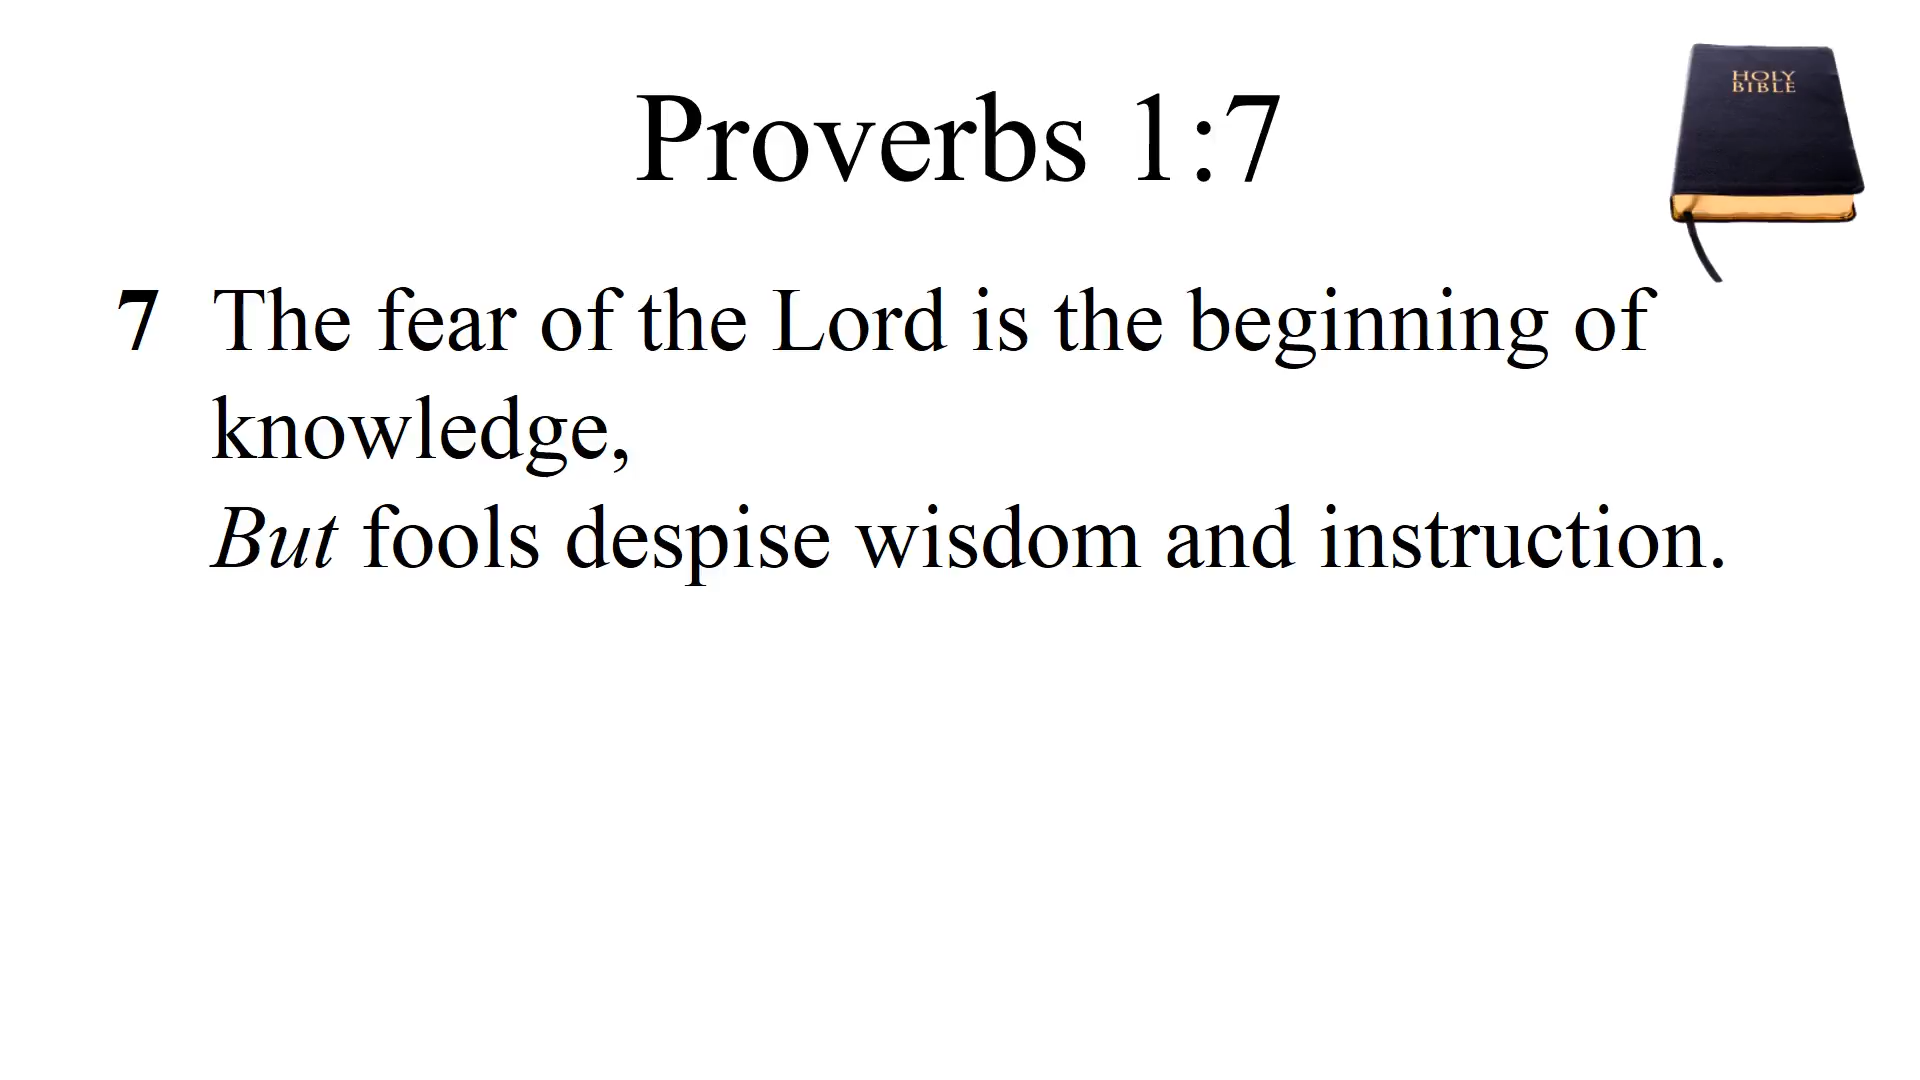 Proverbs 1:7
HOLY
BIBLE
7 The fear of the Lord is the beginning of
knowledge,
But fools despise wisdom and instruction.